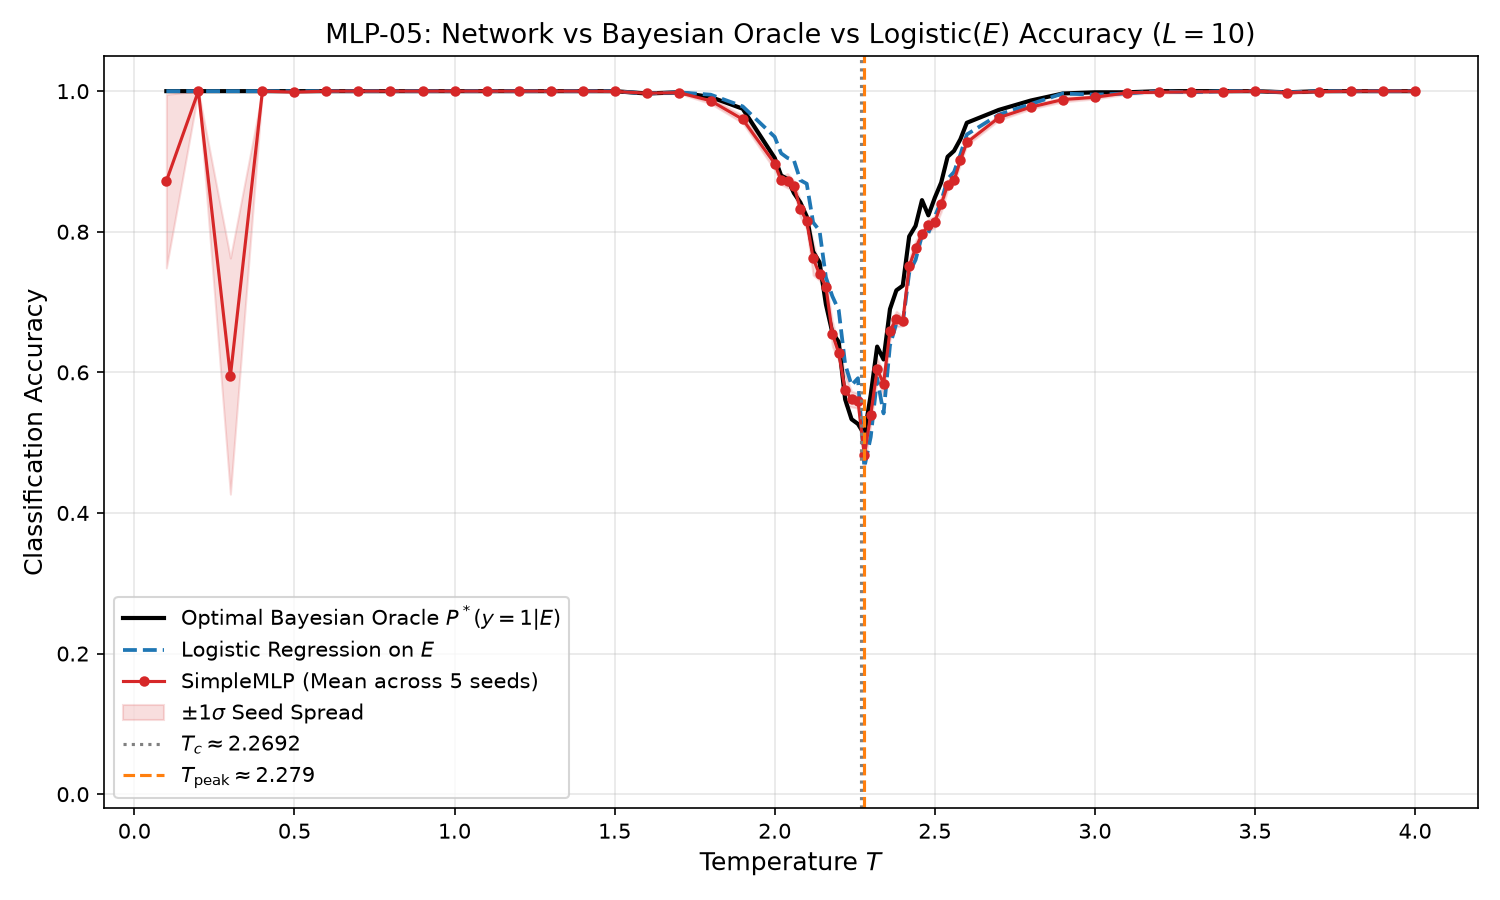 MLP-05: Network vs Bayesian Oracle vs Logistic(E) Accuracy (L = 10)
Classification Accuracy
1.0
0.8
0.6
0.4
0.2
0.0
Optimal Bayesian Oracle P*(y = 1|E)
Logistic Regression on E
SimpleMLP (Mean across 5 seeds)
±1σ Seed Spread
T_c ≈ 2.2692
T_peak ≈ 2.279
0.0 0.5 1.0 1.5 2.0 2.5 3.0 3.5 4.0
Temperature T